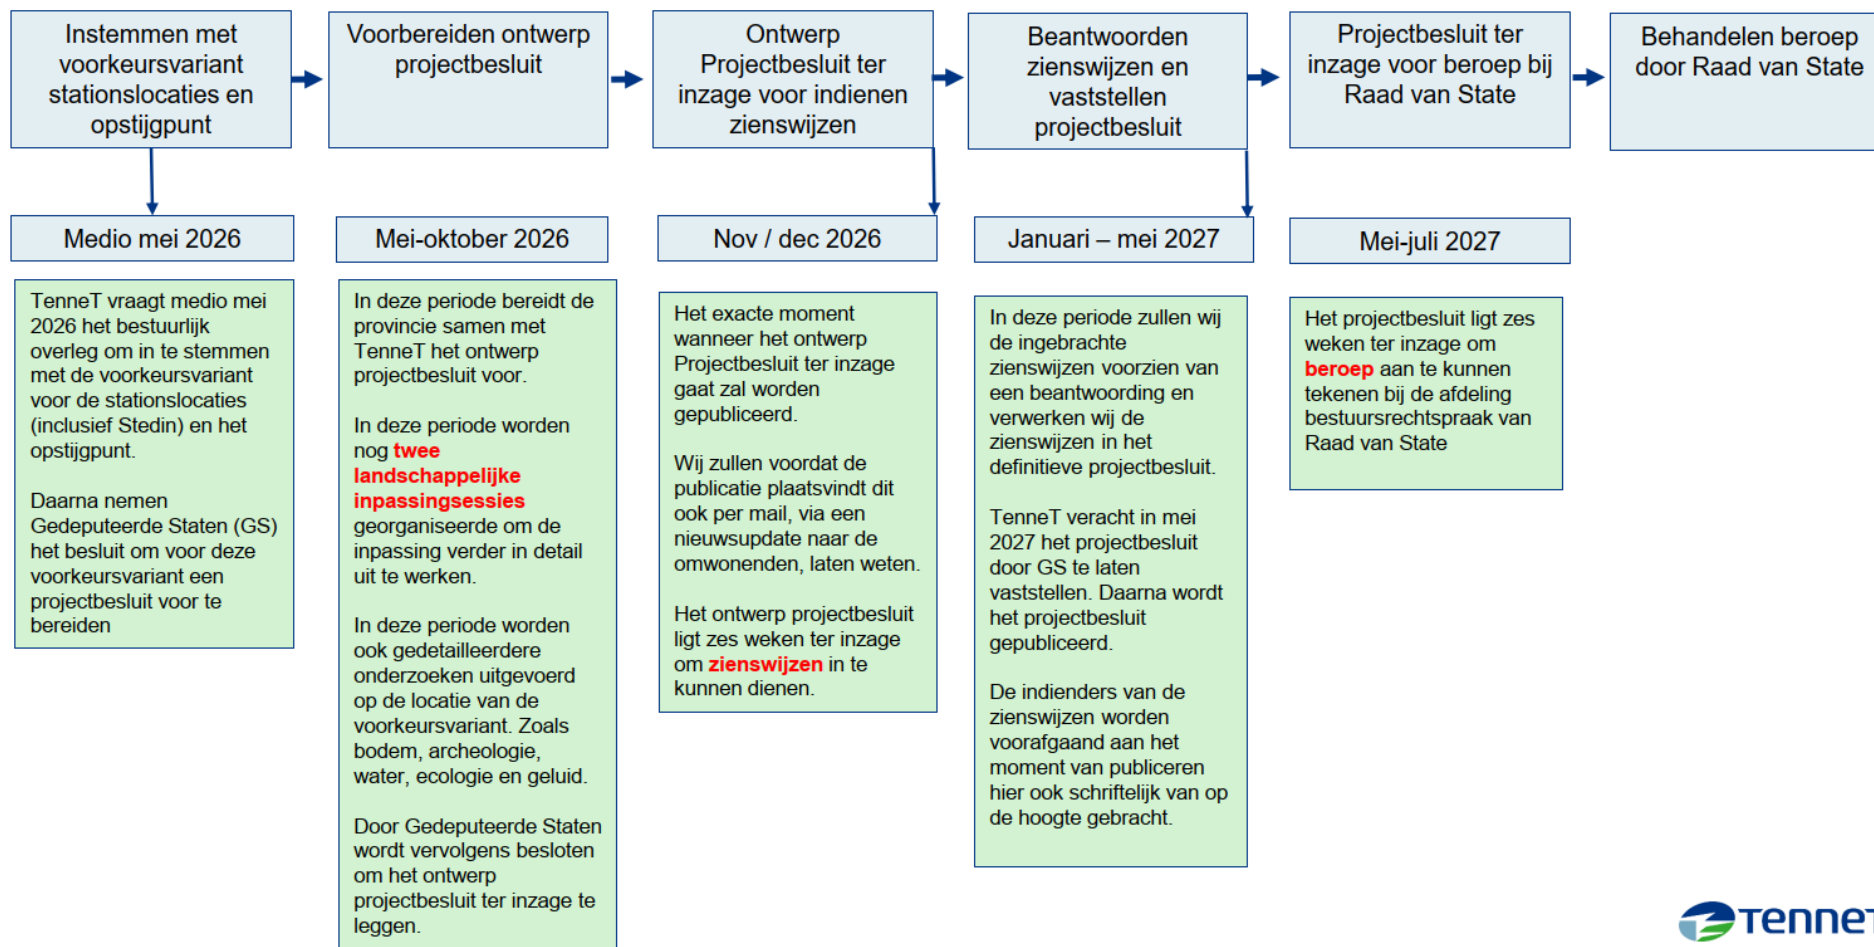 Instemmen met
voorkeursvariant
stationslocaties en
opstijgpunt
Voorbereiden ontwerp
projectbesluit
Ontwerp
Projectbesluit ter
inzage voor indienen
zienswijzen
Beantwoorden
zienswijzen en
vaststellen
projectbesluit
Projectbesluit ter
inzage voor beroep bij
Raad van State
Behandelen beroep
door Raad van State
Medio mei 2026
Mei-oktober 2026
Nov / dec 2026
Januari – mei 2027
Mei-juli 2027
TenneT vraagt medio mei
2026 het bestuurlijk
overleg om in te stemmen
met de voorkeursvariant
voor de stationslocaties
(inclusief Stedin) en het
opstijgpunt.
Daarna nemen
Gedeputeerde Staten (GS)
het besluit om voor deze
voorkeursvariant een
projectbesluit voor te
bereiden
In deze periode bereidt de
provincie samen met
TenneT het ontwerp
projectbesluit voor.
In deze periode worden
nog twee
landschappelijke
inpassingsessies
georganiseerde om de
inpassing verder in detail
uit te werken.
In deze periode worden
ook gedetailleerdere
onderzoeken uitgevoerd
op de locatie van de
voorkeursvariant. Zoals
bodem, archeologie,
water, ecologie en geluid.
Door Gedeputeerde Staten
wordt vervolgens besloten
om het ontwerp
projectbesluit ter inzage te
leggen.
Het exacte moment
wanneer het ontwerp
Projectbesluit ter inzage
gaat zal worden
gepubliceerd.
Wij zullen voordat de
publicatie plaatsvindt dit
ook per mail, via een
nieuwsupdate naar de
omwonenden, laten weten.
Het ontwerp projectbesluit
ligt zes weken ter inzage
om zienswijzen in te
kunnen dienen.
In deze periode zullen wij
de ingebrachte
zienswijzen voorzien van
een beantwoording en
verwerken wij de
zienswijzen in het
definitieve projectbesluit.
TenneT veracht in mei
2027 het projectbesluit
door GS te laten
vaststellen. Daarna wordt
het projectbesluit
gepubliceerd.
De indienders van de
zienswijzen worden
voorafgaand aan het
moment van publiceren
hier ook schriftelijk van op
de hoogte gebracht.
Het projectbesluit ligt zes
weken ter inzage om
beroep aan te kunnen
tekenen bij de afdeling
bestuursrechtspraak van
Raad van State
TenneT